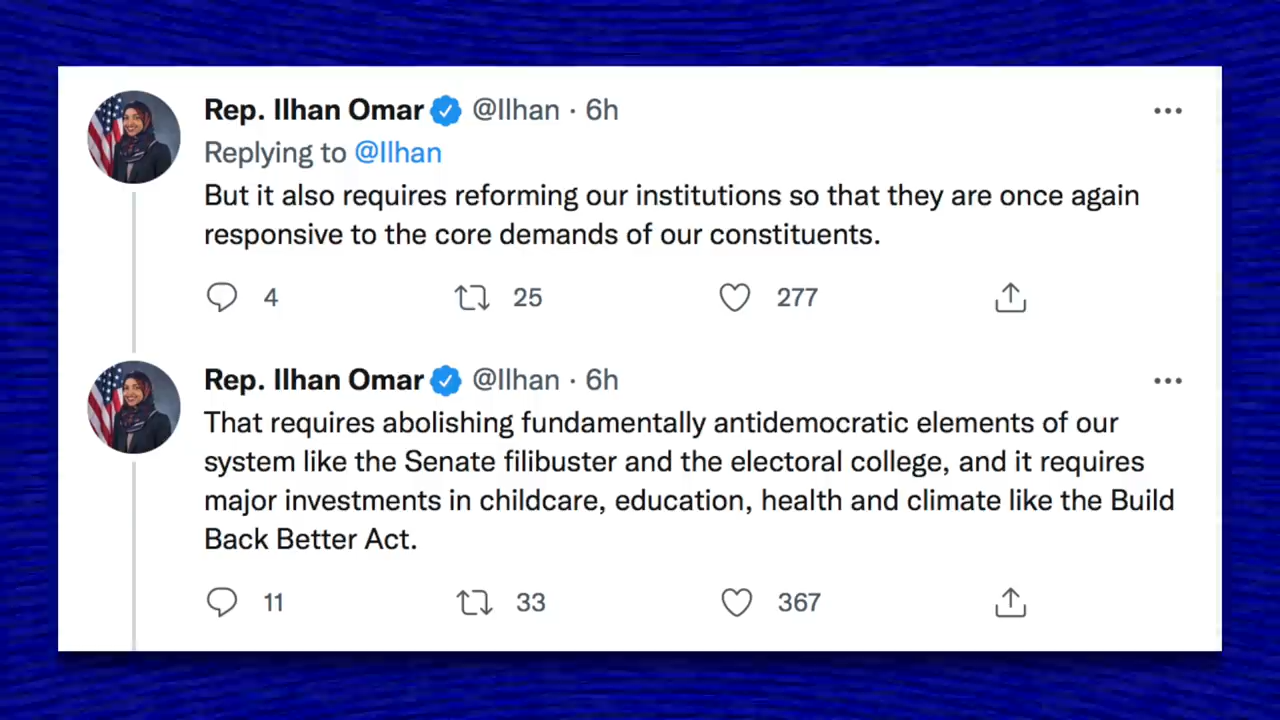 Rep. Ilhan Omar @Ilhan · 6h
Replying to @Ilhan
But it also requires reforming our institutions so that they are once again
responsive to the core demands of our constituents.
4 25 277
Rep. Ilhan Omar @Ilhan · 6h
That requires abolishing fundamentally antidemocratic elements of our
system like the Senate filibuster and the electoral college, and it requires
major investments in childcare, education, health and climate like the Build
Back Better Act.
11 33 367